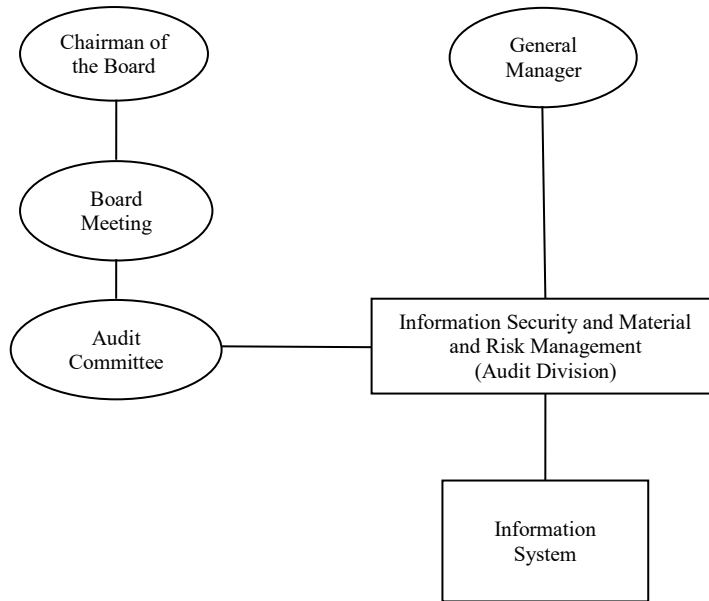 Chairman of
the Board
General
Manager
Board
Meeting
Audit
Committee
Information Security and Material
and Risk Management
(Audit Division)
Information
System